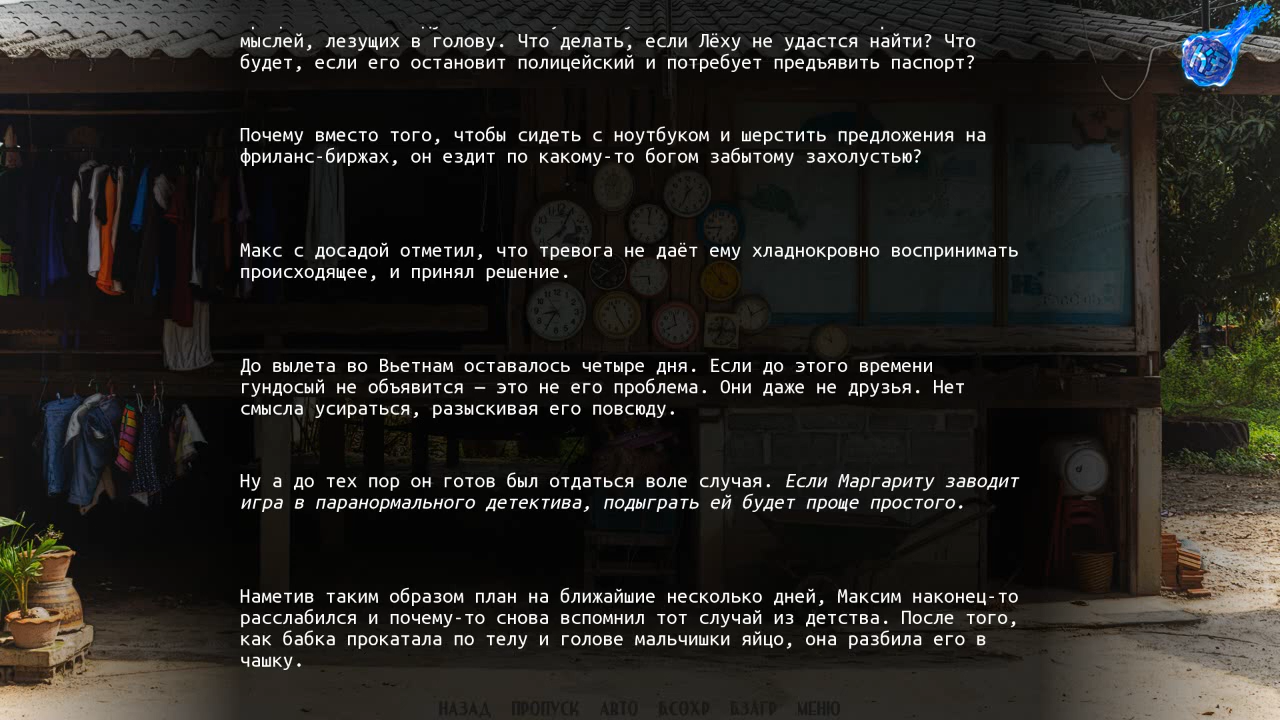 мыслей, лезущих в голову. Что делать, если Лёху не удастся найти? Что
будет, если его остановит полицейский и потребует предъявить паспорт?
Почему вместо того, чтобы сидеть с ноутбуком и шерстить предложения на
фриланс-биржах, он ездит по какому-то богом забытому захолустью?
Макс с досадой отметил, что тревога не даёт ему хладнокровно воспринимать
происходящее, и принял решение.
До вылета во Вьетнам оставалось четыре дня. Если до этого времени
гундосый не объявится — это не его проблема. Они даже не друзья. Нет
смысла усираться, разыскивая его повсюду.
Ну а до тех пор он готов был отдаться воле случая. Если Маргариту заводит
игра в паранормального детектива, подыграть ей будет проще простого.
Наметив таким образом план на ближайшие несколько дней, Максим наконец-то
расслабился и почему-то снова вспомнил тот случай из детства. После того,
как бабка прокатала по телу и голове мальчишки яйцо, она разбила его в
чашку.
НАЗАД ПРОПУСК АВТО Б.СОХР Б.ЗАГР МЕНЮ